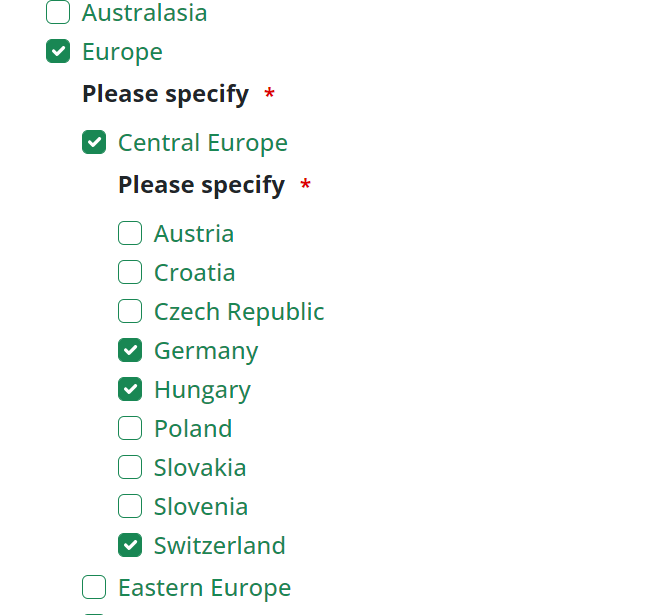 Australasia
Europe
Please specify *
Central Europe
Please specify *
Austria
Croatia
Czech Republic
Germany
Hungary
Poland
Slovakia
Slovenia
Switzerland
Eastern Europe